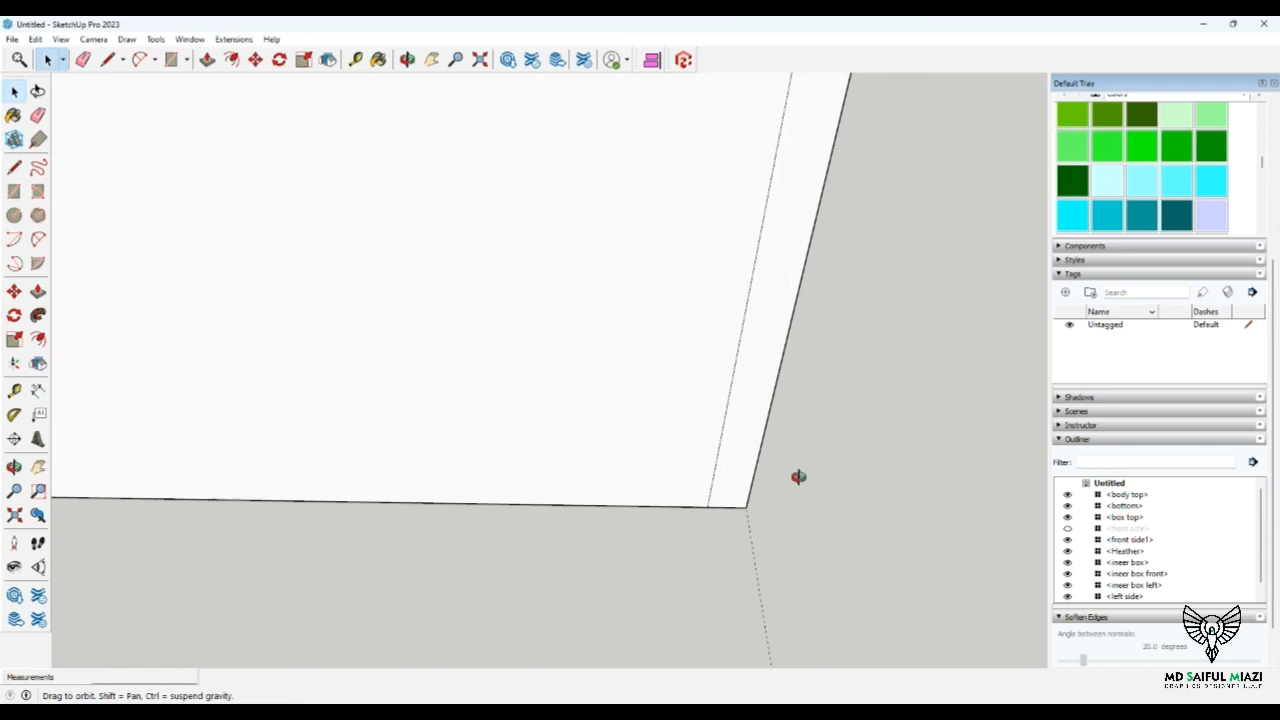 Untitled - SketchUp Pro 2023
File Edit View Camera Draw Tools Window Extensions Help
Default Tray
Components
Styles
Tags
Search
Name Dashes
Untagged Default
Shadows
Scenes
Instructor
Outliner
Filter:
Untitled
<body top>
<bottom>
<box top>
<front side>
<front side1>
<Heather>
<ineer box>
<ineer box front>
<ineer box left>
<left side>
Soften Edges
Angle between normals:
20.0 degrees
MD SAIFUL MIAZI
Measurements
Drag to orbit. Shift = Pan, Ctrl = suspend gravity.